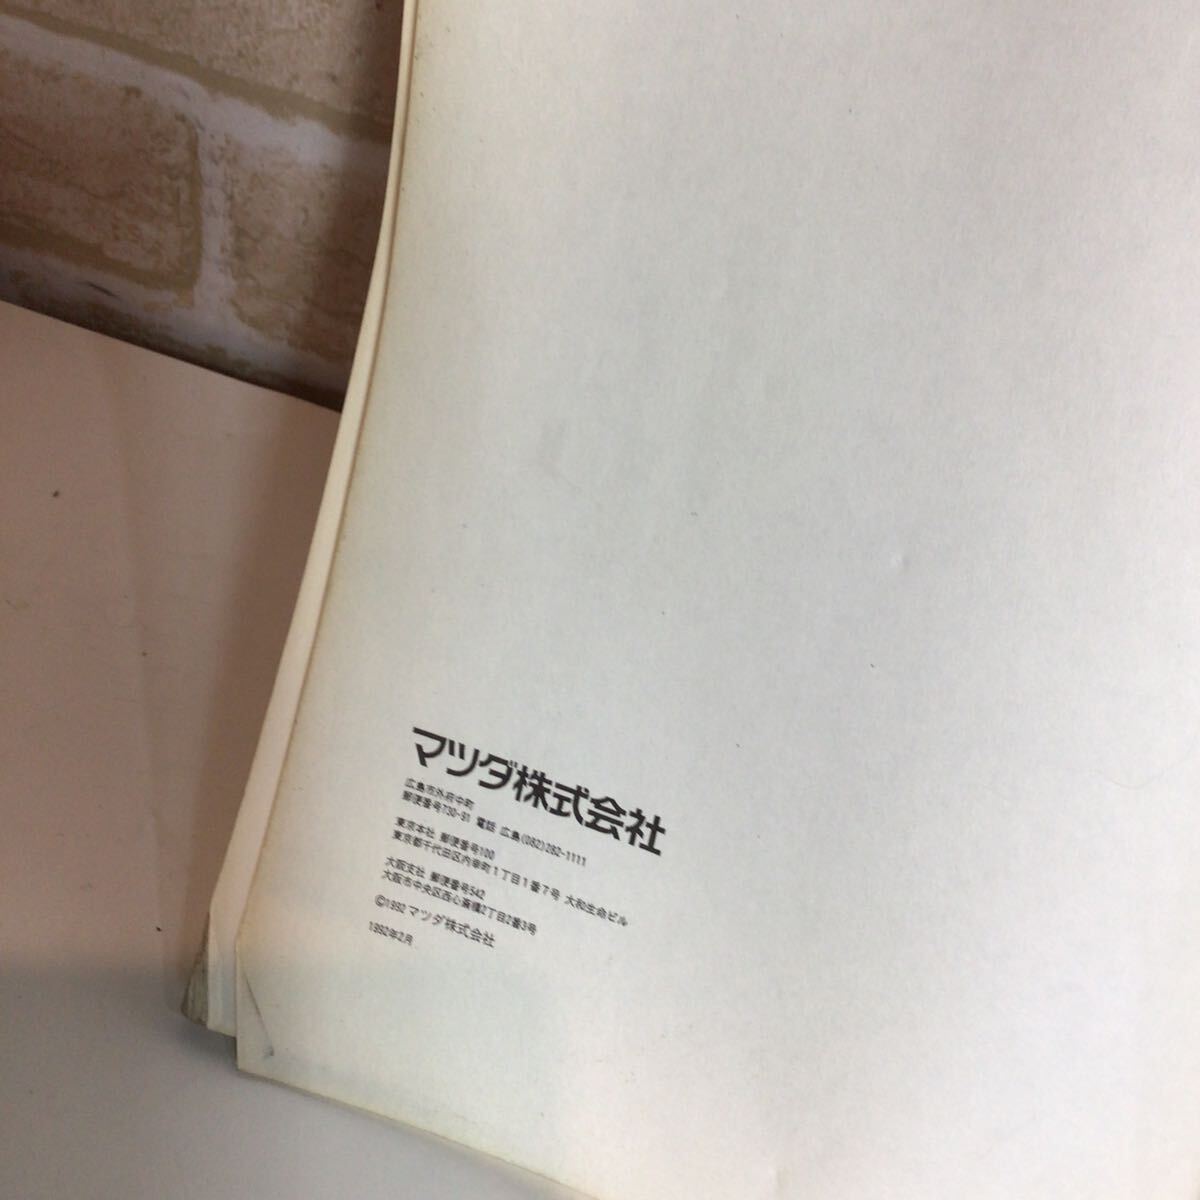 マツダ株式会社
広島市外府中町
郵便番号730-91 電話 広島(082)282-1111
東京本社 郵便番号100
東京都千代田区内幸町1丁目1番7号 大和生命ビル
大阪支社 郵便番号542
大阪市中央区西心斎橋2丁目2番3号
©1992 マツダ株式会社
1992年2月